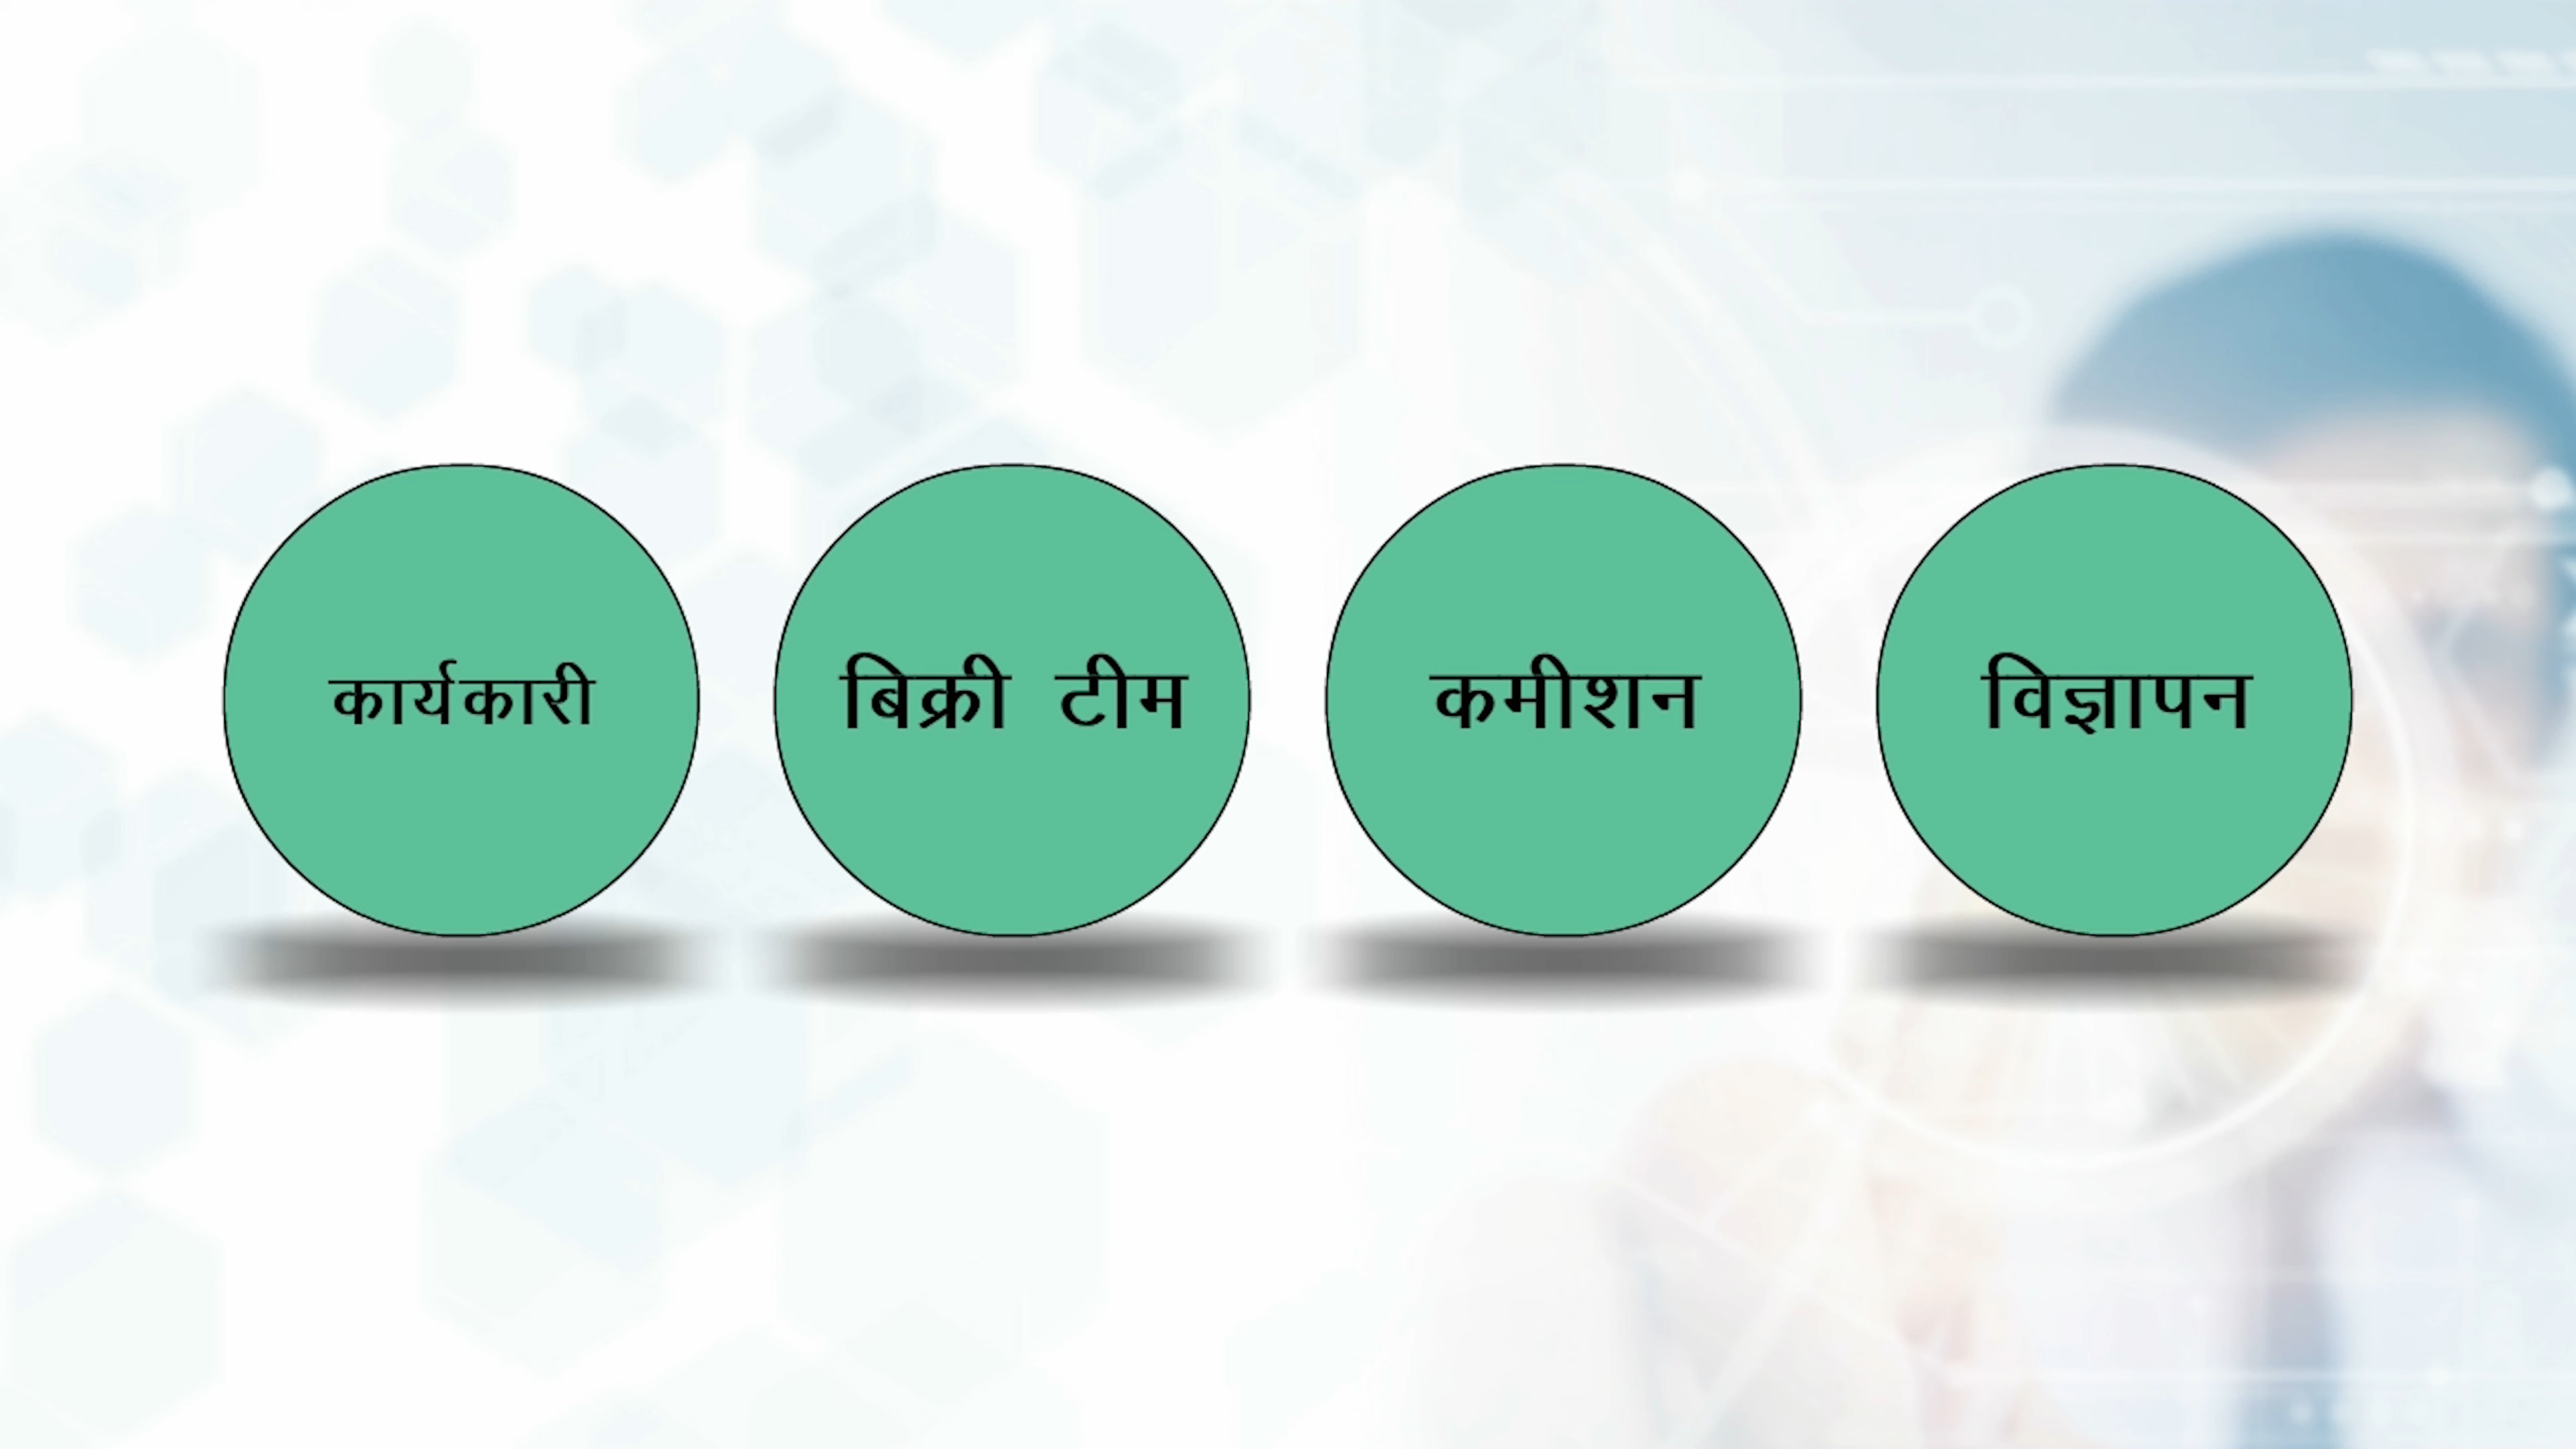 कार्यकारी
बिक्री टीम
कमीशन
विज्ञापन